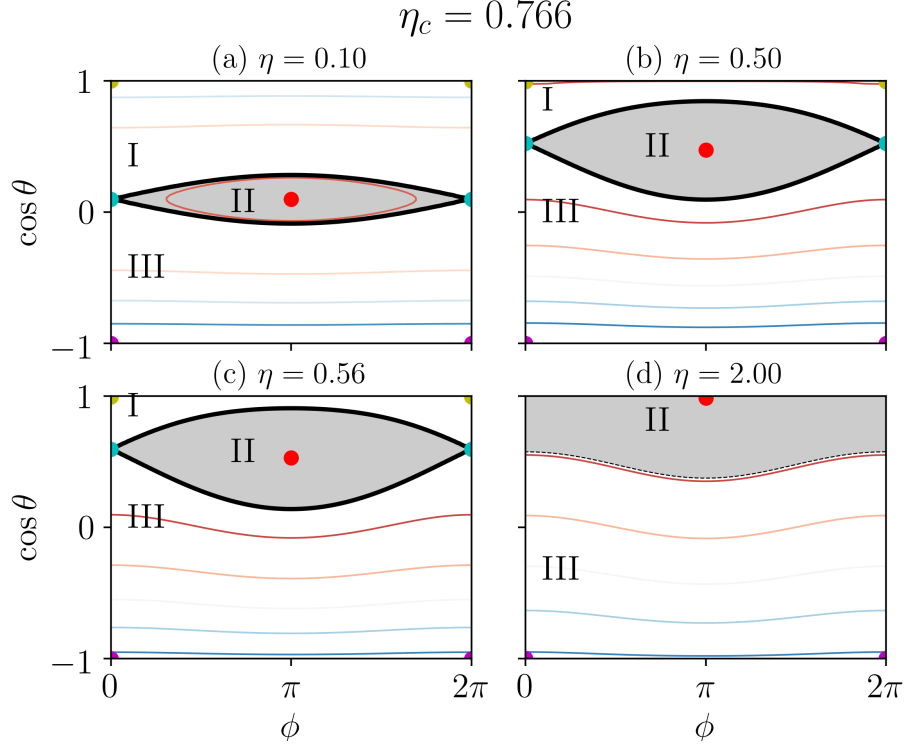 η_c = 0.766
(a) η = 0.10
(b) η = 0.50
1
I
II
0
III
−1
cos θ
I
II
III
(c) η = 0.56
(d) η = 2.00
1
I
II
III
0
−1
cos θ
II
III
0
π
2π
0
π
2π
ϕ
ϕ